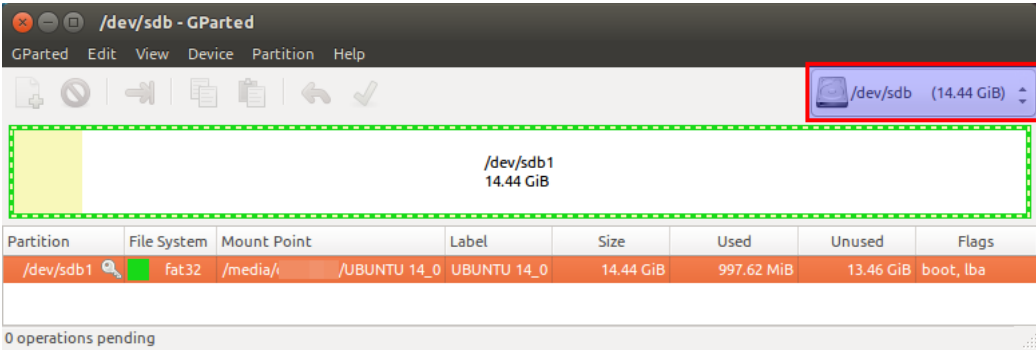 /dev/sdb - GParted
GParted Edit View Device Partition Help
/dev/sdb (14.44 GiB)
/dev/sdb1
14.44 GiB
Partition File System Mount Point Label Size Used Unused Flags
/dev/sdb1 fat32 /media/ /UBUNTU 14_0 UBUNTU 14_0 14.44 GiB 997.62 MiB 13.46 GiB boot, lba
0 operations pending